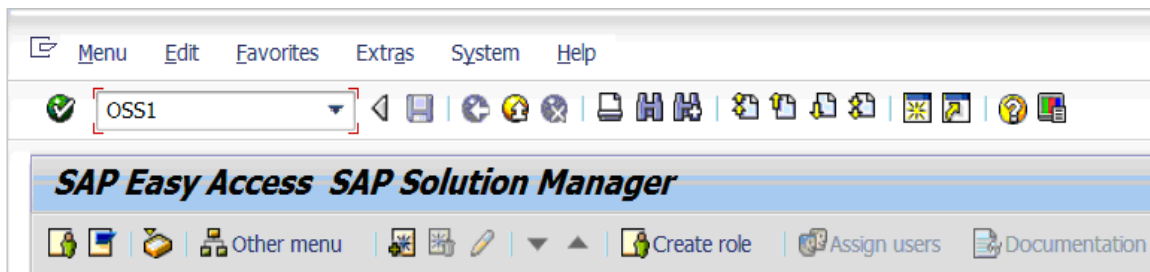 Menu Edit Favorites Extras System Help
OSS1
SAP Easy Access SAP Solution Manager
Other menu Create role Assign users Documentation